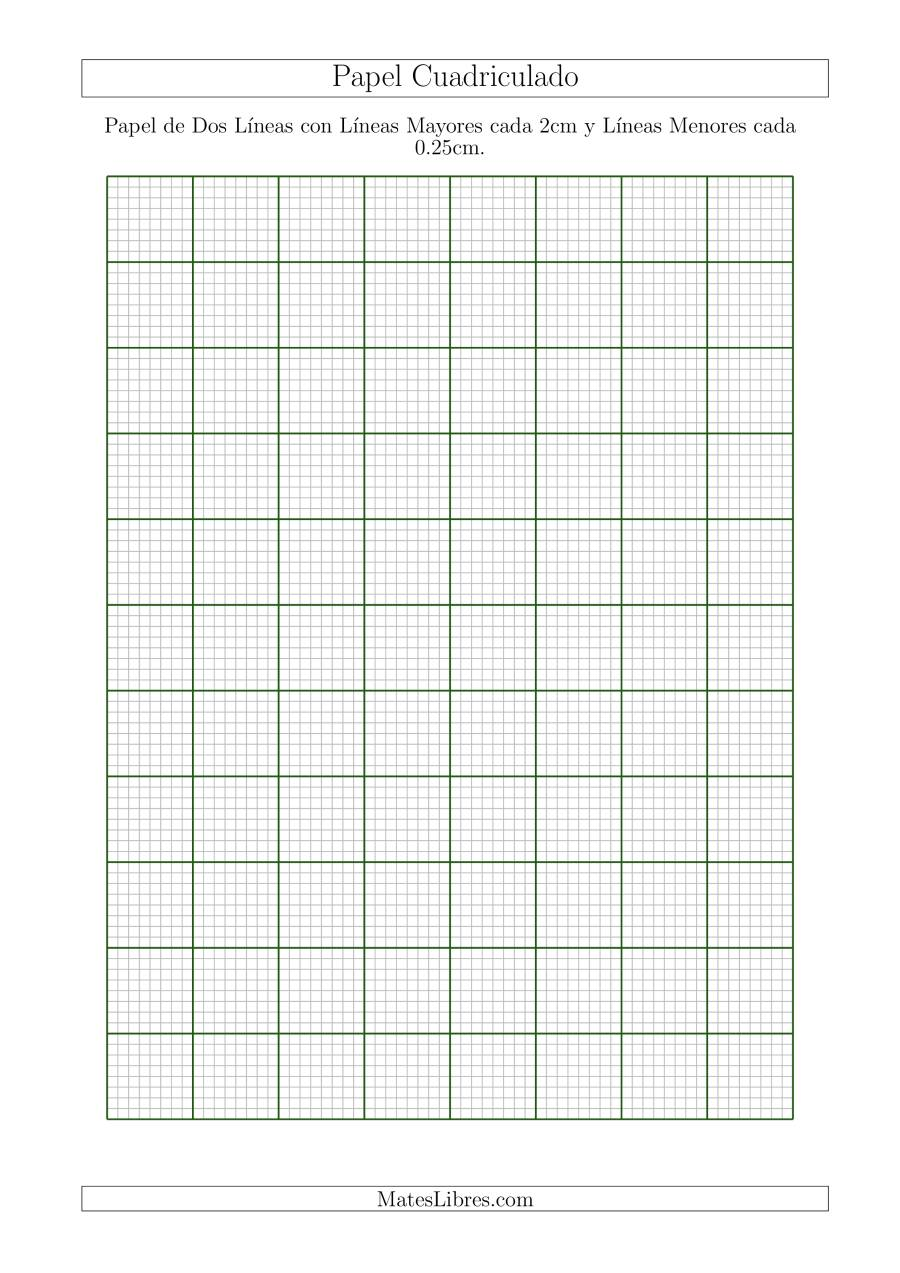 Papel Cuadriculado
Papel de Dos Líneas con Líneas Mayores cada 2cm y Líneas Menores cada
0.25cm.
MatesLibres.com